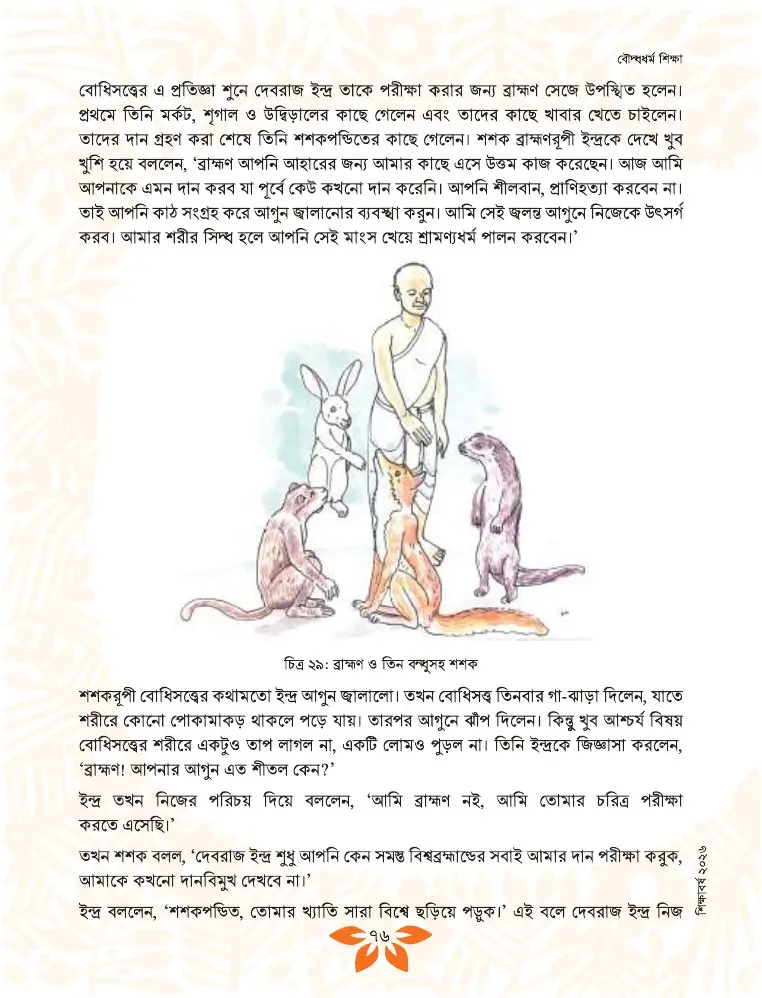 বৌদ্ধধর্ম শিক্ষা
বোধিসত্ত্বের এ প্রতিজ্ঞা শুনে দেবরাজ ইন্দ্র তাকে পরীক্ষা করার জন্য ব্রাহ্মণ সেজে উপস্থিত হলেন।
প্রথমে তিনি মর্কট, শৃগাল ও উদ্বিড়ালের কাছে গেলেন এবং তাদের কাছে খাবার খেতে চাইলেন।
তাদের দান গ্রহণ করা শেষে তিনি শশকপন্ডিতের কাছে গেলেন। শশক ব্রাহ্মণরূপী ইন্দ্রকে দেখে খুব
খুশি হয়ে বললেন, ‘ব্রাহ্মণ আপনি আহারের জন্য আমার কাছে এসে উত্তম কাজ করেছেন। আজ আমি
আপনাকে এমন দান করব যা পূর্বে কেউ কখনো দান করেনি। আপনি শীলবান, প্রাণিহত্যা করবেন না।
তাই আপনি কাঠ সংগ্রহ করে আগুন জ্বালানোর ব্যবস্থা করুন। আমি সেই জ্বলন্ত আগুনে নিজেকে উৎসর্গ
করব। আমার শরীর সিদ্ধ হলে আপনি সেই মাংস খেয়ে শ্রামণ্যধর্ম পালন করবেন।’
চিত্র ২৯: ব্রাহ্মণ ও তিন বন্ধুসহ শশক
শশকরূপী বোধিসত্ত্বের কথামতো ইন্দ্র আগুন জ্বালালো। তখন বোধিসত্ত্ব তিনবার গা-ঝাড়া দিলেন, যাতে
শরীরে কোনো পোকামাকড় থাকলে পড়ে যায়। তারপর আগুনে ঝাঁপ দিলেন। কিন্তু খুব আশ্চর্য বিষয়
বোধিসত্ত্বের শরীরে একটুও তাপ লাগল না, একটি লোমও পুড়ল না। তিনি ইন্দ্রকে জিজ্ঞাসা করলেন,
‘ব্রাহ্মণ! আপনার আগুন এত শীতল কেন?’
ইন্দ্র তখন নিজের পরিচয় দিয়ে বললেন, ‘আমি ব্রাহ্মণ নই, আমি তোমার চরিত্র পরীক্ষা
করতে এসেছি।’
তখন শশক বলল, ‘দেবরাজ ইন্দ্র শুধু আপনি কেন সমস্ত বিশ্বব্রহ্মাণ্ডের সবাই আমার দান পরীক্ষা করুক,
আমাকে কখনো দানবিমুখ দেখবে না।’
ইন্দ্র বললেন, ‘শশকপন্ডিত, তোমার খ্যাতি সারা বিশ্বে ছড়িয়ে পড়ুক।’ এই বলে দেবরাজ ইন্দ্র নিজ
শিক্ষাবর্ষ ২০২৬
৭৬